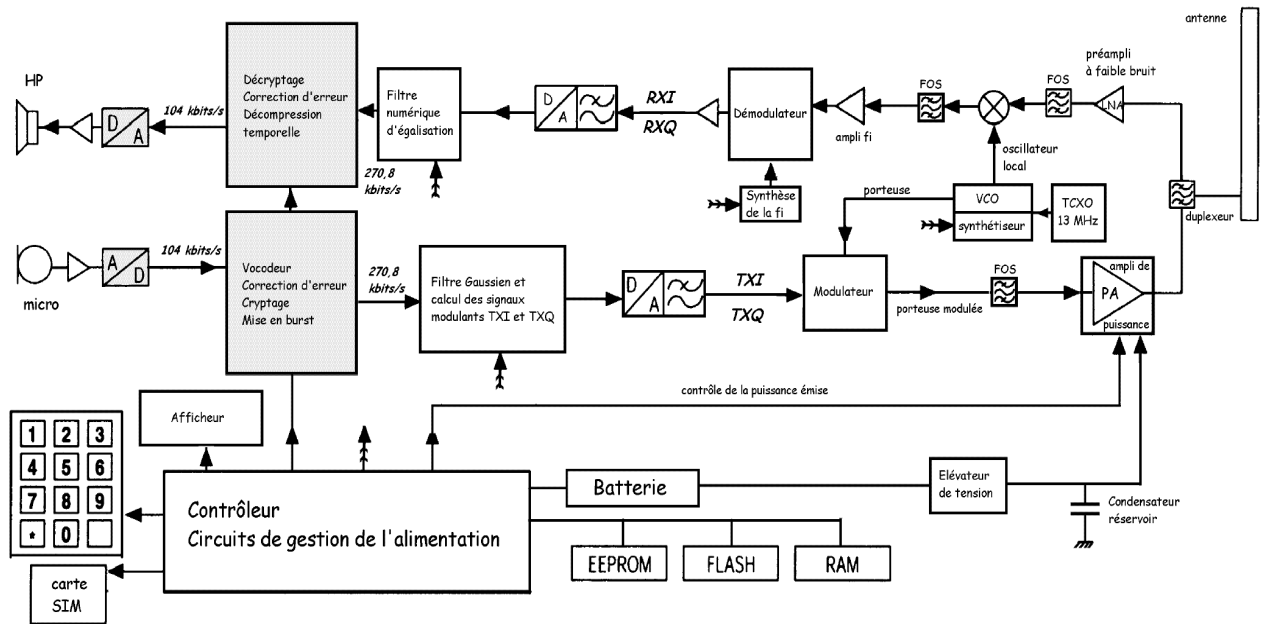 antenne
HP
Décryptage
Correction d'erreur
Décompression
temporelle
104 kbits/s
D
A
Filtre
numérique
d'égalisation
270,8
kbits/s
D
A
RXI
RXQ
Démodulateur
ampli fi
FOS
FOS
préampli
à faible bruit
LNA
oscillateur
local
Synthèse
de la fi
porteuse
VCO
synthétiseur
TCXO
13 MHz
duplexeur
micro
A
D
104 kbits/s
Vocodeur
Correction d'erreur
Cryptage
Mise en burst
270,8
kbits/s
Filtre Gaussien et
calcul des signaux
modulants TXI et TXQ
D
A
TXI
TXQ
Modulateur
porteuse modulée
FOS
ampli de
PA
puissance
contrôle de la puissance émise
Afficheur
1 2 3
4 5 6
7 8 9
* 0
carte
SIM
Contrôleur
Circuits de gestion de l'alimentation
Batterie
Elévateur
de tension
Condensateur
réservoir
EEPROM
FLASH
RAM